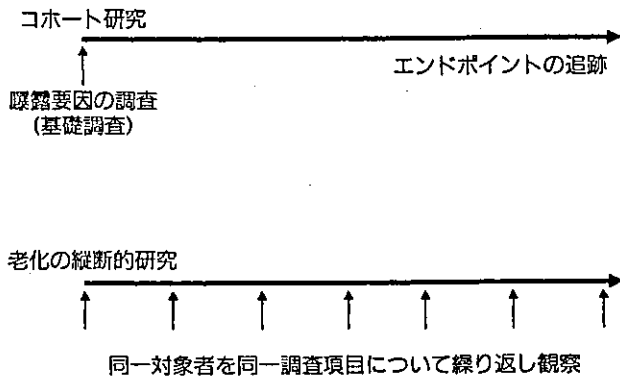 コホート研究
エンドポイントの追跡
曝露要因の調査
(基礎調査)
老化の縦断的研究
同一対象者を同一調査項目について繰り返し観察